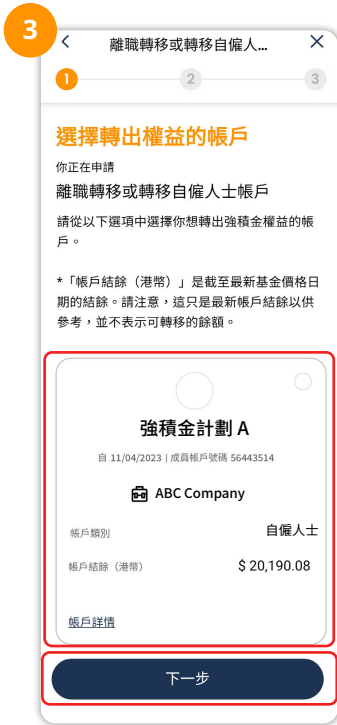 3
離職轉移或轉移自僱人...
1
2
3
選擇轉出權益的帳戶
你正在申請
離職轉移或轉移自僱人士帳戶
請從以下選項中選擇你想轉出強積金權益的帳
戶。
*「帳戶結餘（港幣）」是截至最新基金價格日
期的結餘。請注意，這只是最新帳戶結餘以供
參考，並不表示可轉移的餘額。
強積金計劃 A
自 11/04/2023 | 成員帳戶號碼 56443514
ABC Company
帳戶類別 自僱人士
帳戶結餘（港幣） $ 20,190.08
帳戶詳情
下一步